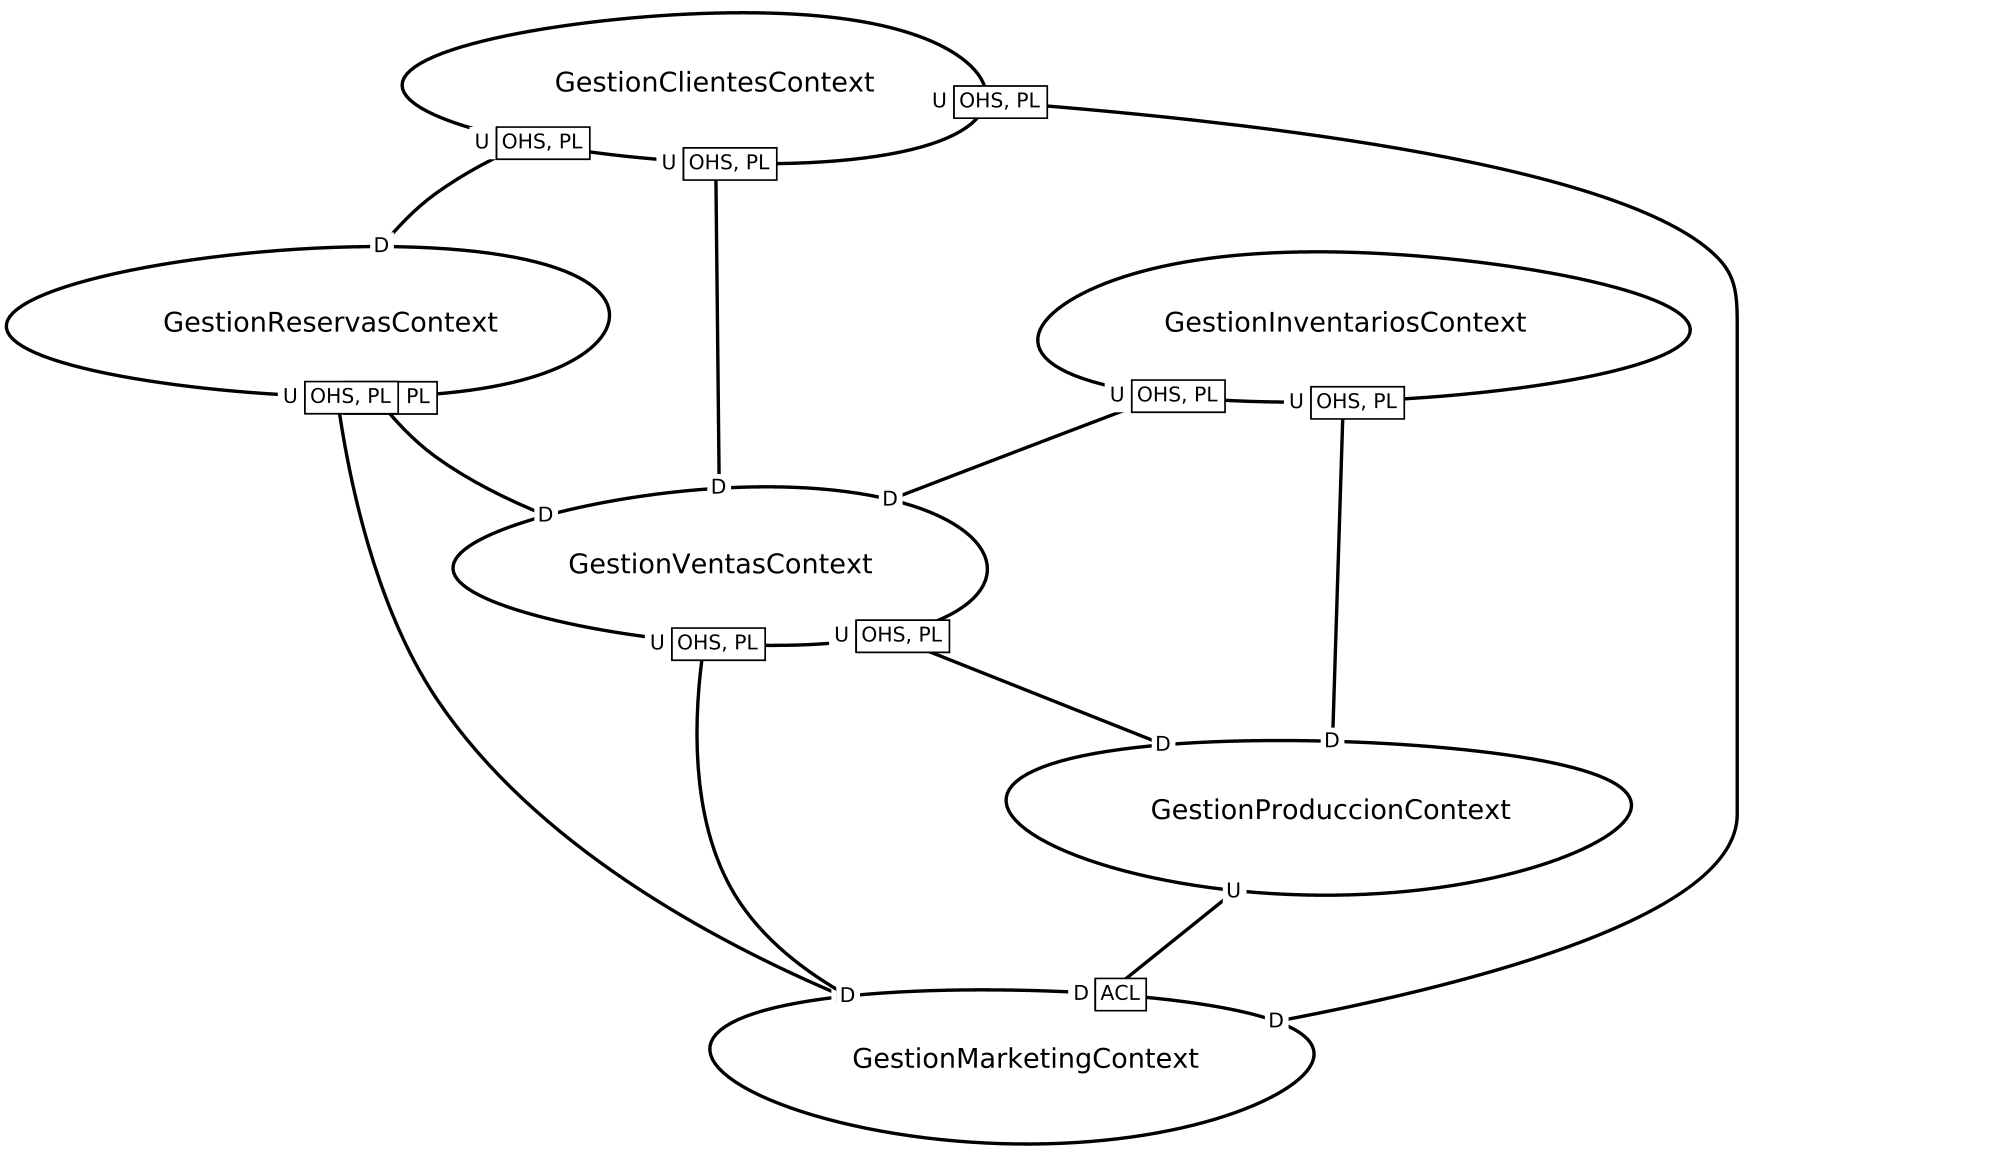 GestionClientesContext
U OHS, PL
U OHS, PL
U OHS, PL
D
GestionReservasContext
GestionInventariosContext
U OHS, PL PL
U OHS, PL
U OHS, PL
D
D
D
GestionVentasContext
U OHS, PL
U OHS, PL
D
D
GestionProduccionContext
U
D
D ACL
D
GestionMarketingContext